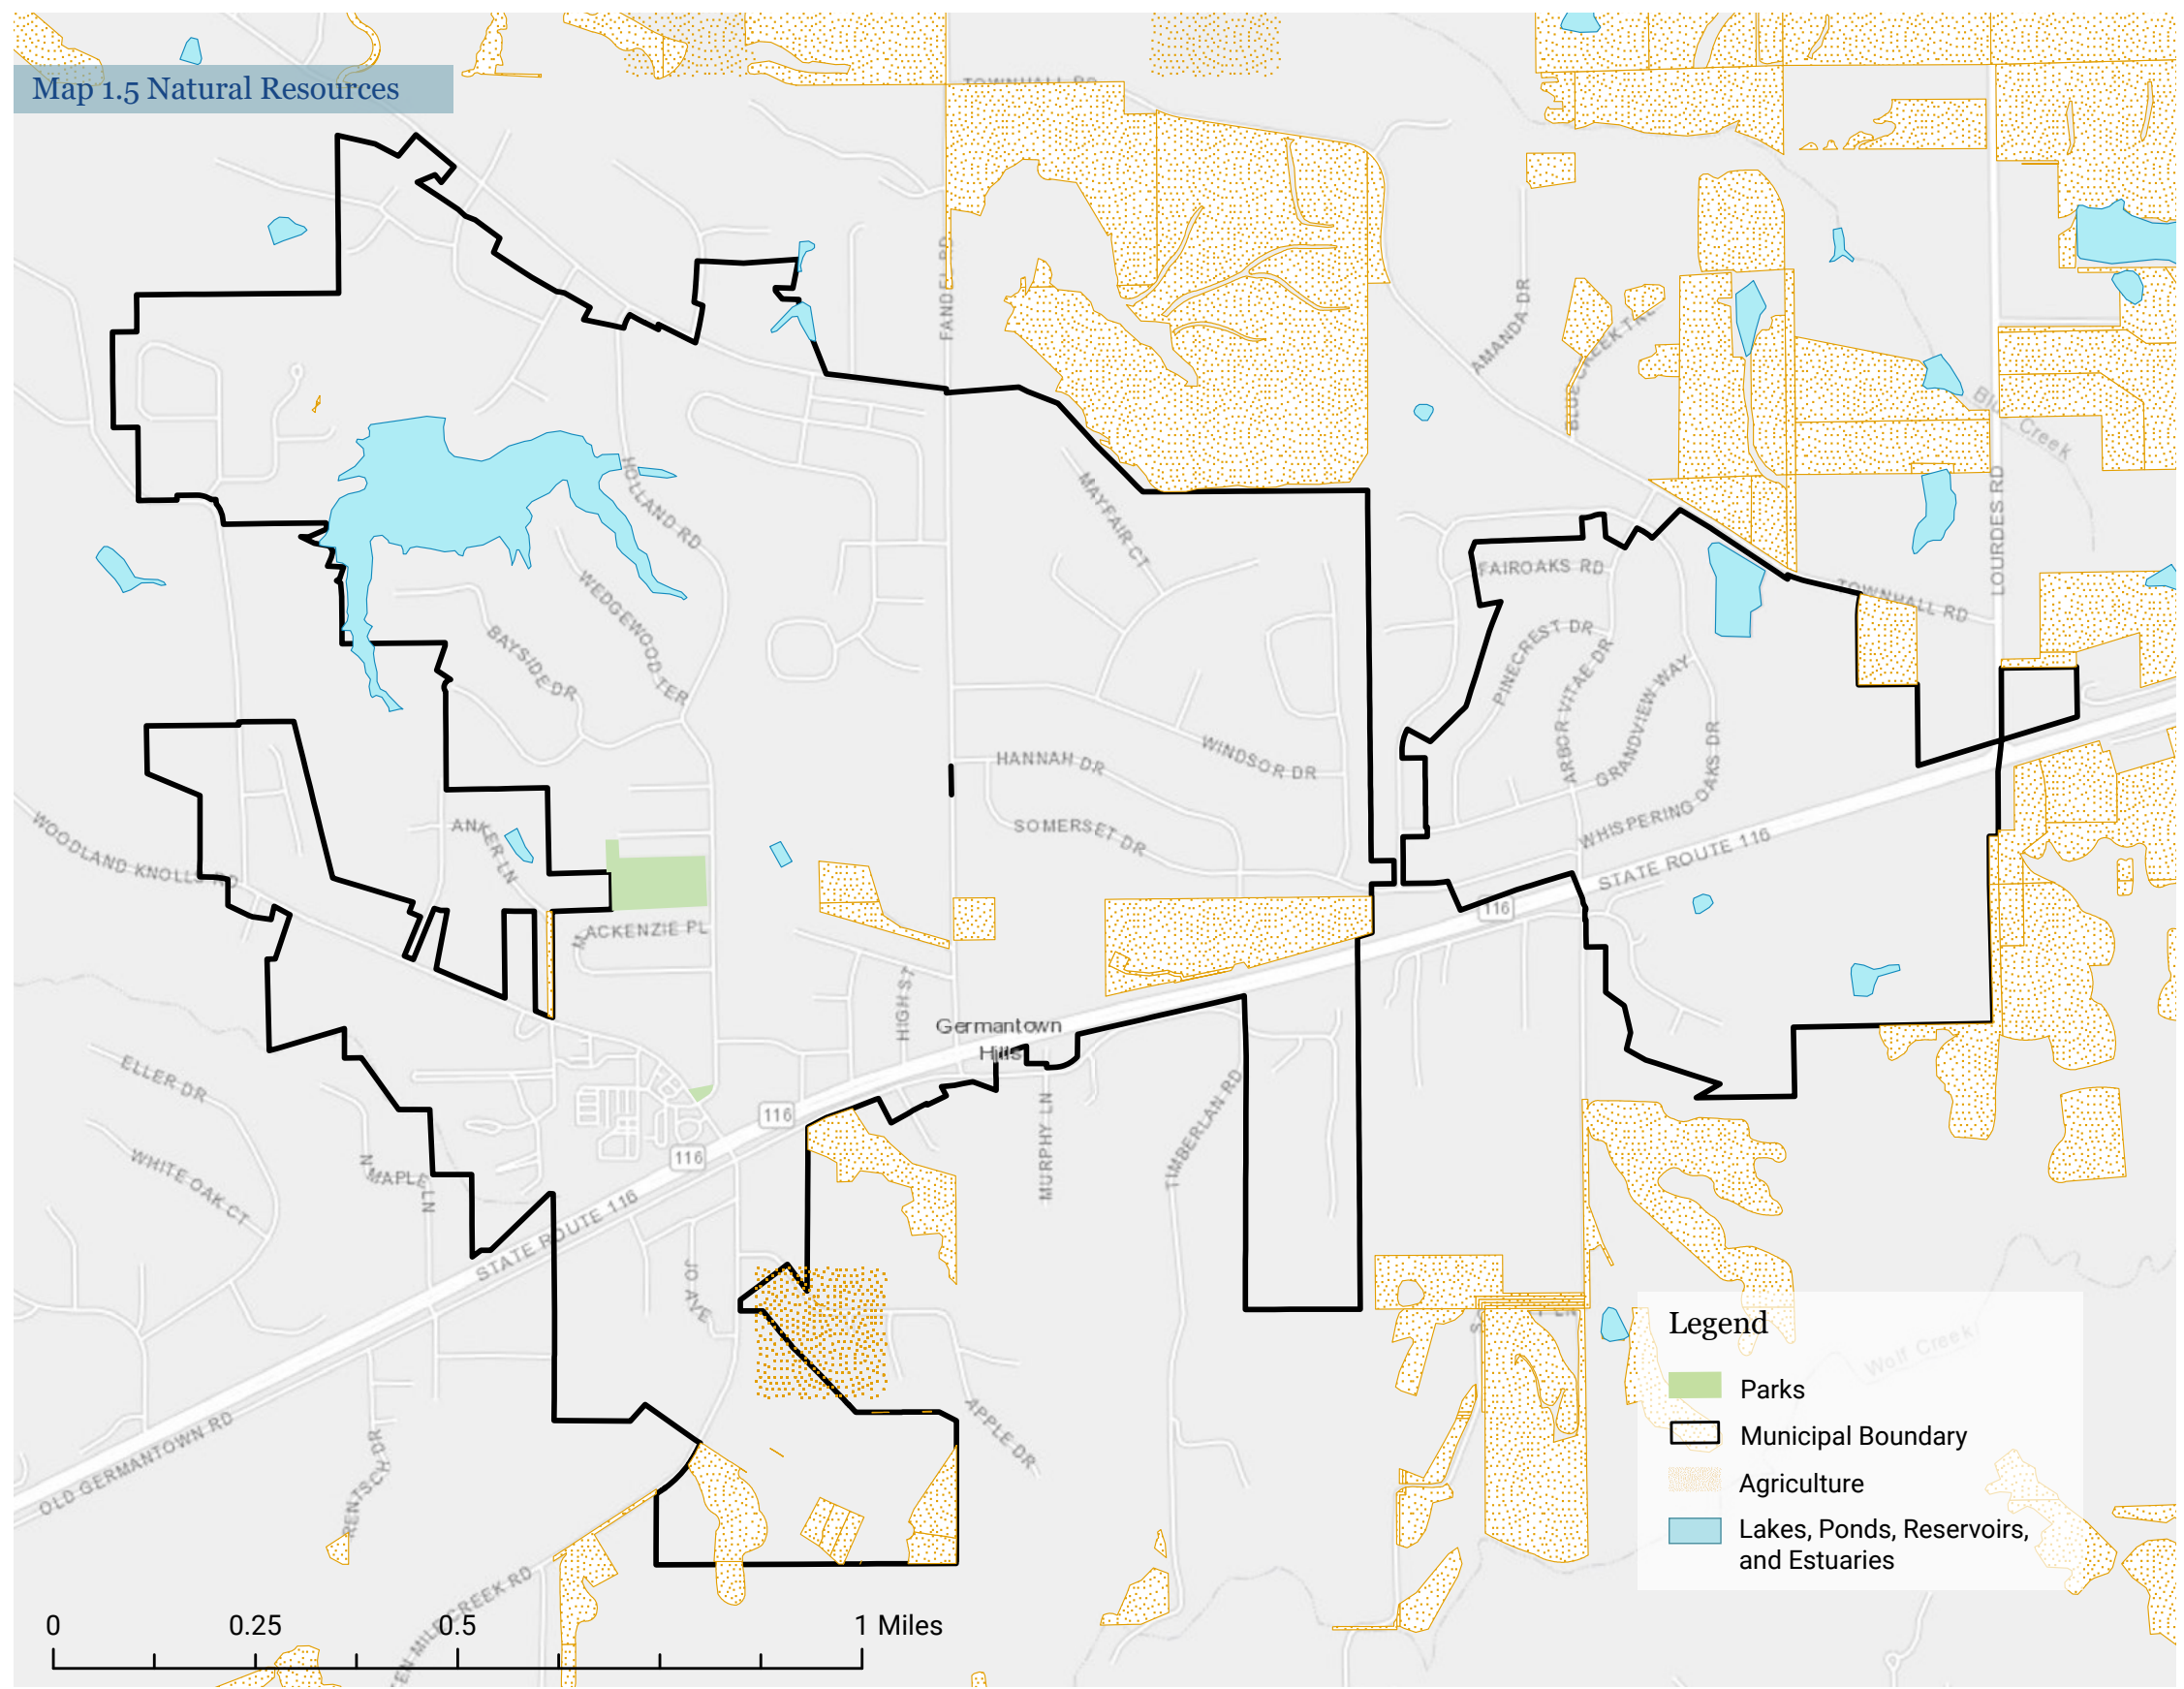 Map 1.5 Natural Resources
TOWNHALL RD
FANDEL RD
AMANDA DR
BLUE CREEK TRL
Blue Creek
LOURDES RD
HOLLAND RD
MAYFAIR CT
FAIROAKS RD
TOWNHALL RD
WEDGEWOOD TER
BAYSIDE DR
PINECREST DR
ARBOR VITAE DR
GRANDVIEW WAY
WINDSOR DR
HANNAH DR
WHISPERING OAKS DR
SOMERSET DR
ANKER LN
STATE ROUTE 116
WOODLAND KNOLLS RD
116
MACKENZIE PL
HIGH ST
Germantown
Hills
ELLER DR
MURPHY LN
TIMBERLAN RD
116
116
WHITE OAK CT
N MAPLE LN
STATE ROUTE 116
JO AVE
APPLE DR
Wolf Creek
OLD GERMANTOWN RD
RENTSCH DR
TEN MILE CREEK RD
Legend
Parks
Municipal Boundary
Agriculture
Lakes, Ponds, Reservoirs,
and Estuaries
0 0.25 0.5 1 Miles